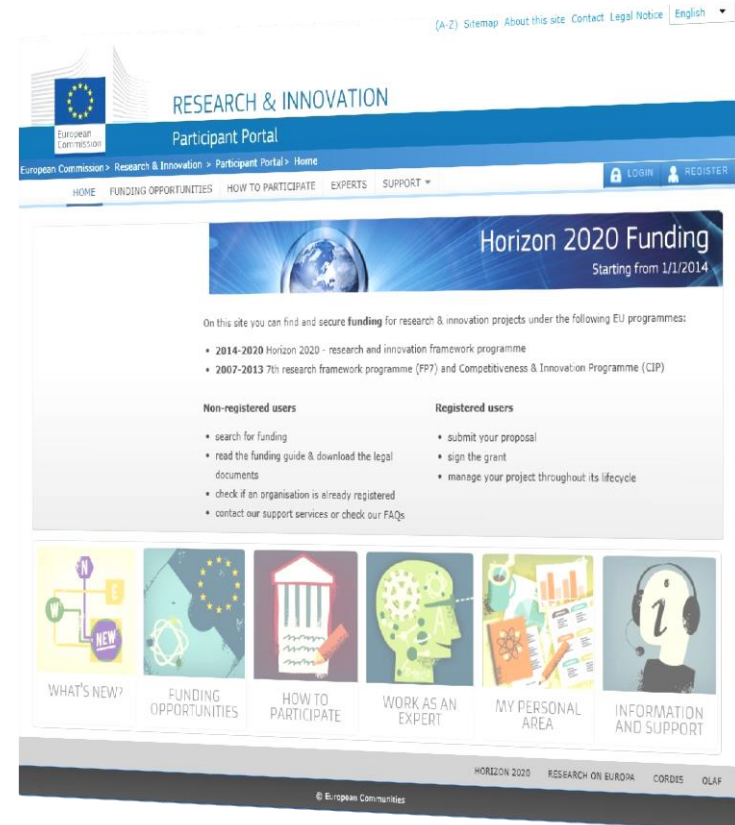 (A-Z) Sitemap About this site Contact Legal Notice English
European
Commission
RESEARCH & INNOVATION
Participant Portal
European Commission > Research & Innovation > Participant Portal > Home
HOME FUNDING OPPORTUNITIES HOW TO PARTICIPATE EXPERTS SUPPORT
LOGIN REGISTER
Horizon 2020 Funding
Starting from 1/1/2014
On this site you can find and secure funding for research & innovation projects under the following EU programmes:
• 2014-2020 Horizon 2020 - research and innovation framework programme
• 2007-2013 7th research framework programme (FP7) and Competitiveness & Innovation Programme (CIP)
Non-registered users
• search for funding
• read the funding guide & download the legal
documents
• check if an organisation is already registered
• contact our support services or check our FAQs
Registered users
• submit your proposal
• sign the grant
• manage your project throughout its lifecycle
N
E
W
NEW
A
i
WHAT'S NEW?
FUNDING
OPPORTUNITIES
HOW TO
PARTICIPATE
WORK AS AN
EXPERT
MY PERSONAL
AREA
INFORMATION
AND SUPPORT
HORIZON 2020 RESEARCH ON EUROPA CORDIS OLAF
© European Communities